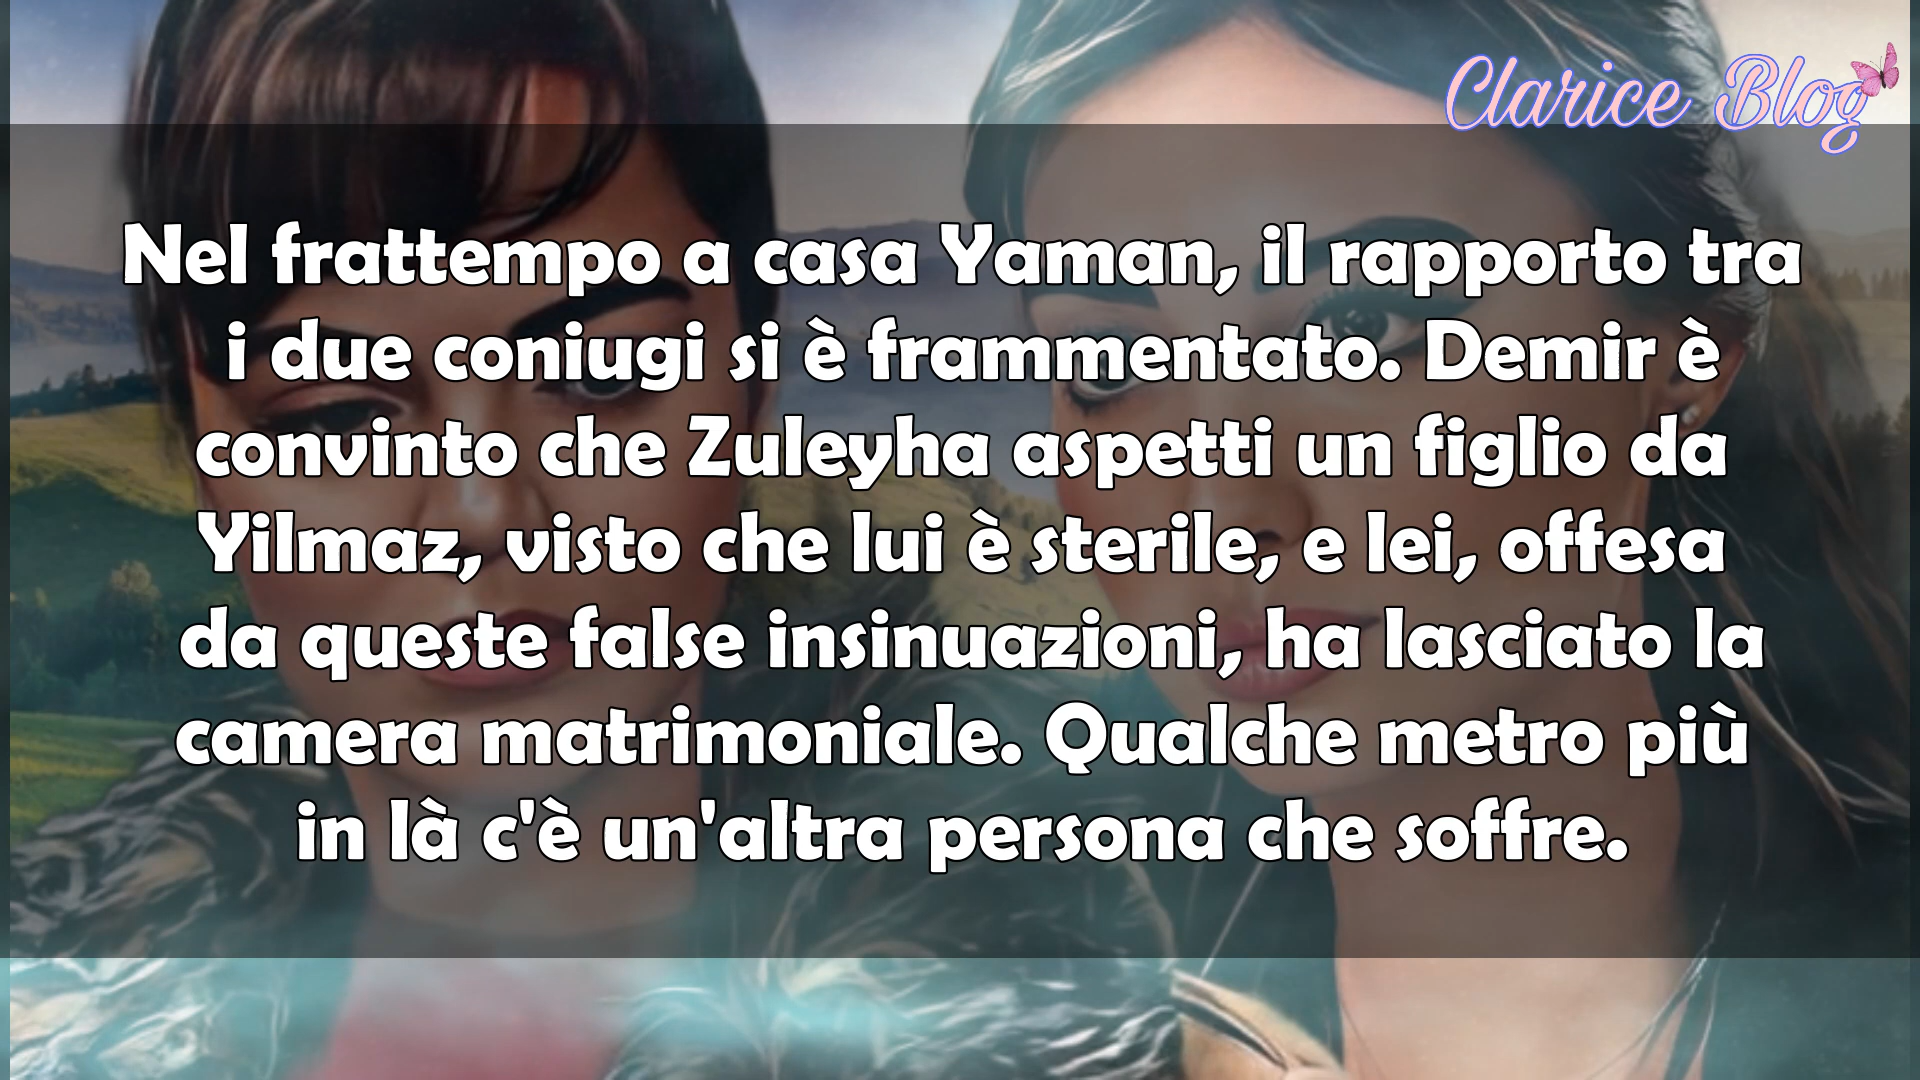 Clarice Blog
Nel frattempo a casa Yaman, il rapporto tra
i due coniugi si è frammentato. Demir è
convinto che Zuleyha aspetti un figlio da
Yilmaz, visto che lui è sterile, e lei, offesa
da queste false insinuazioni, ha lasciato la
camera matrimoniale. Qualche metro più
in là c'è un'altra persona che soffre.